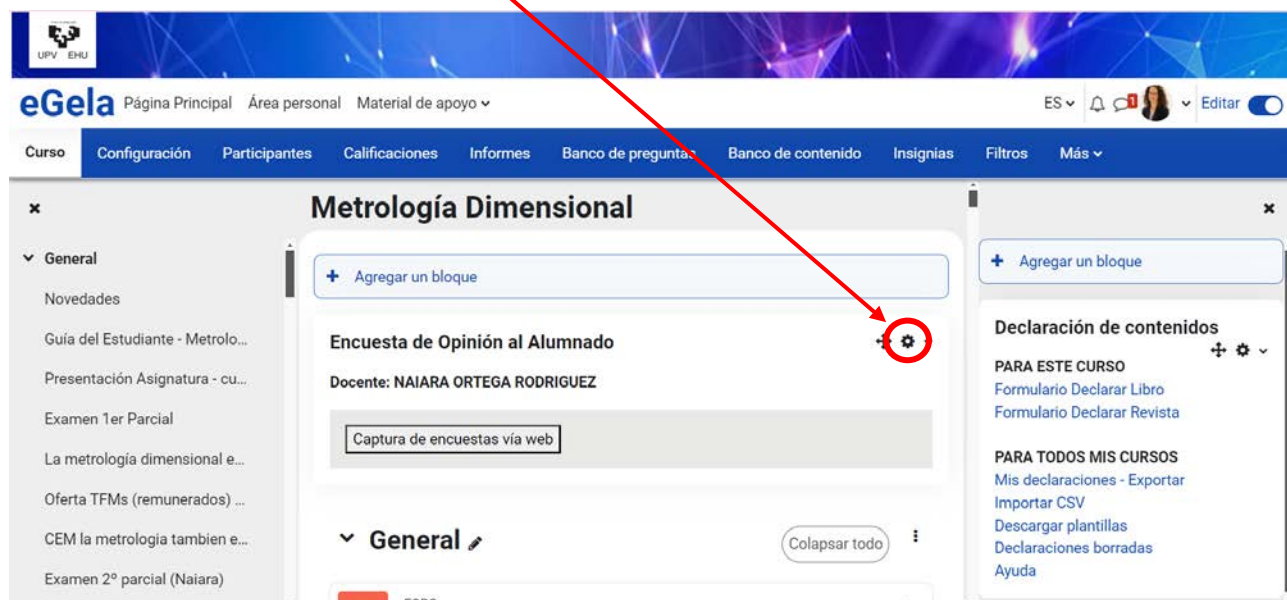 UPV EHU
eGela Página Principal Área personal Material de apoyo ES 1 Editar
Curso Configuración Participantes Calificaciones Informes Banco de preguntas Banco de contenido Insignias Filtros Más
Metrología Dimensional
General
Novedades
Guía del Estudiante - Metrolo...
Presentación Asignatura - cu...
Examen 1er Parcial
La metrología dimensional e...
Oferta TFMs (remunerados) ...
CEM la metrologia tambien e...
Examen 2º parcial (Naiara)
+ Agregar un bloque
Encuesta de Opinión al Alumnado
Docente: NAIARA ORTEGA RODRIGUEZ
Captura de encuestas vía web
General
Colapsar todo
+ Agregar un bloque
Declaración de contenidos
PARA ESTE CURSO
Formulario Declarar Libro
Formulario Declarar Revista
PARA TODOS MIS CURSOS
Mis declaraciones - Exportar
Importar CSV
Descargar plantillas
Declaraciones borradas
Ayuda